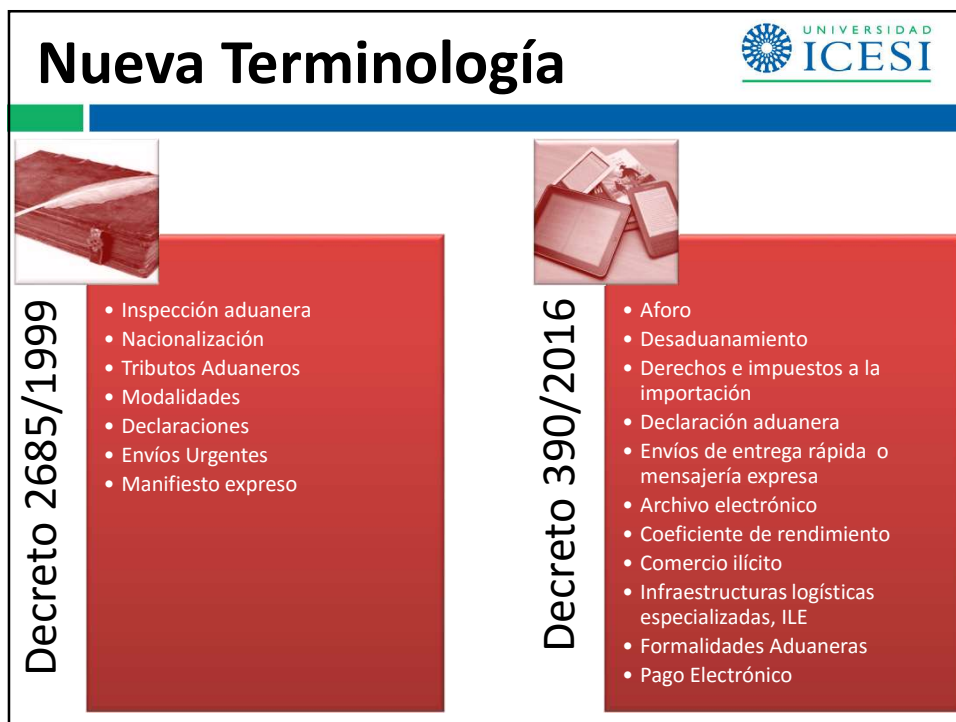 Nueva Terminología
UNIVERSIDAD
ICESI
Decreto 2685/1999
• Inspección aduanera
• Nacionalización
• Tributos Aduaneros
• Modalidades
• Declaraciones
• Envíos Urgentes
• Manifiesto expreso
Decreto 390/2016
• Aforo
• Desaduanamiento
• Derechos e impuestos a la
importación
• Declaración aduanera
• Envíos de entrega rápida o
mensajería expresa
• Archivo electrónico
• Coeficiente de rendimiento
• Comercio ilícito
• Infraestructuras logísticas
especializadas, ILE
• Formalidades Aduaneras
• Pago Electrónico